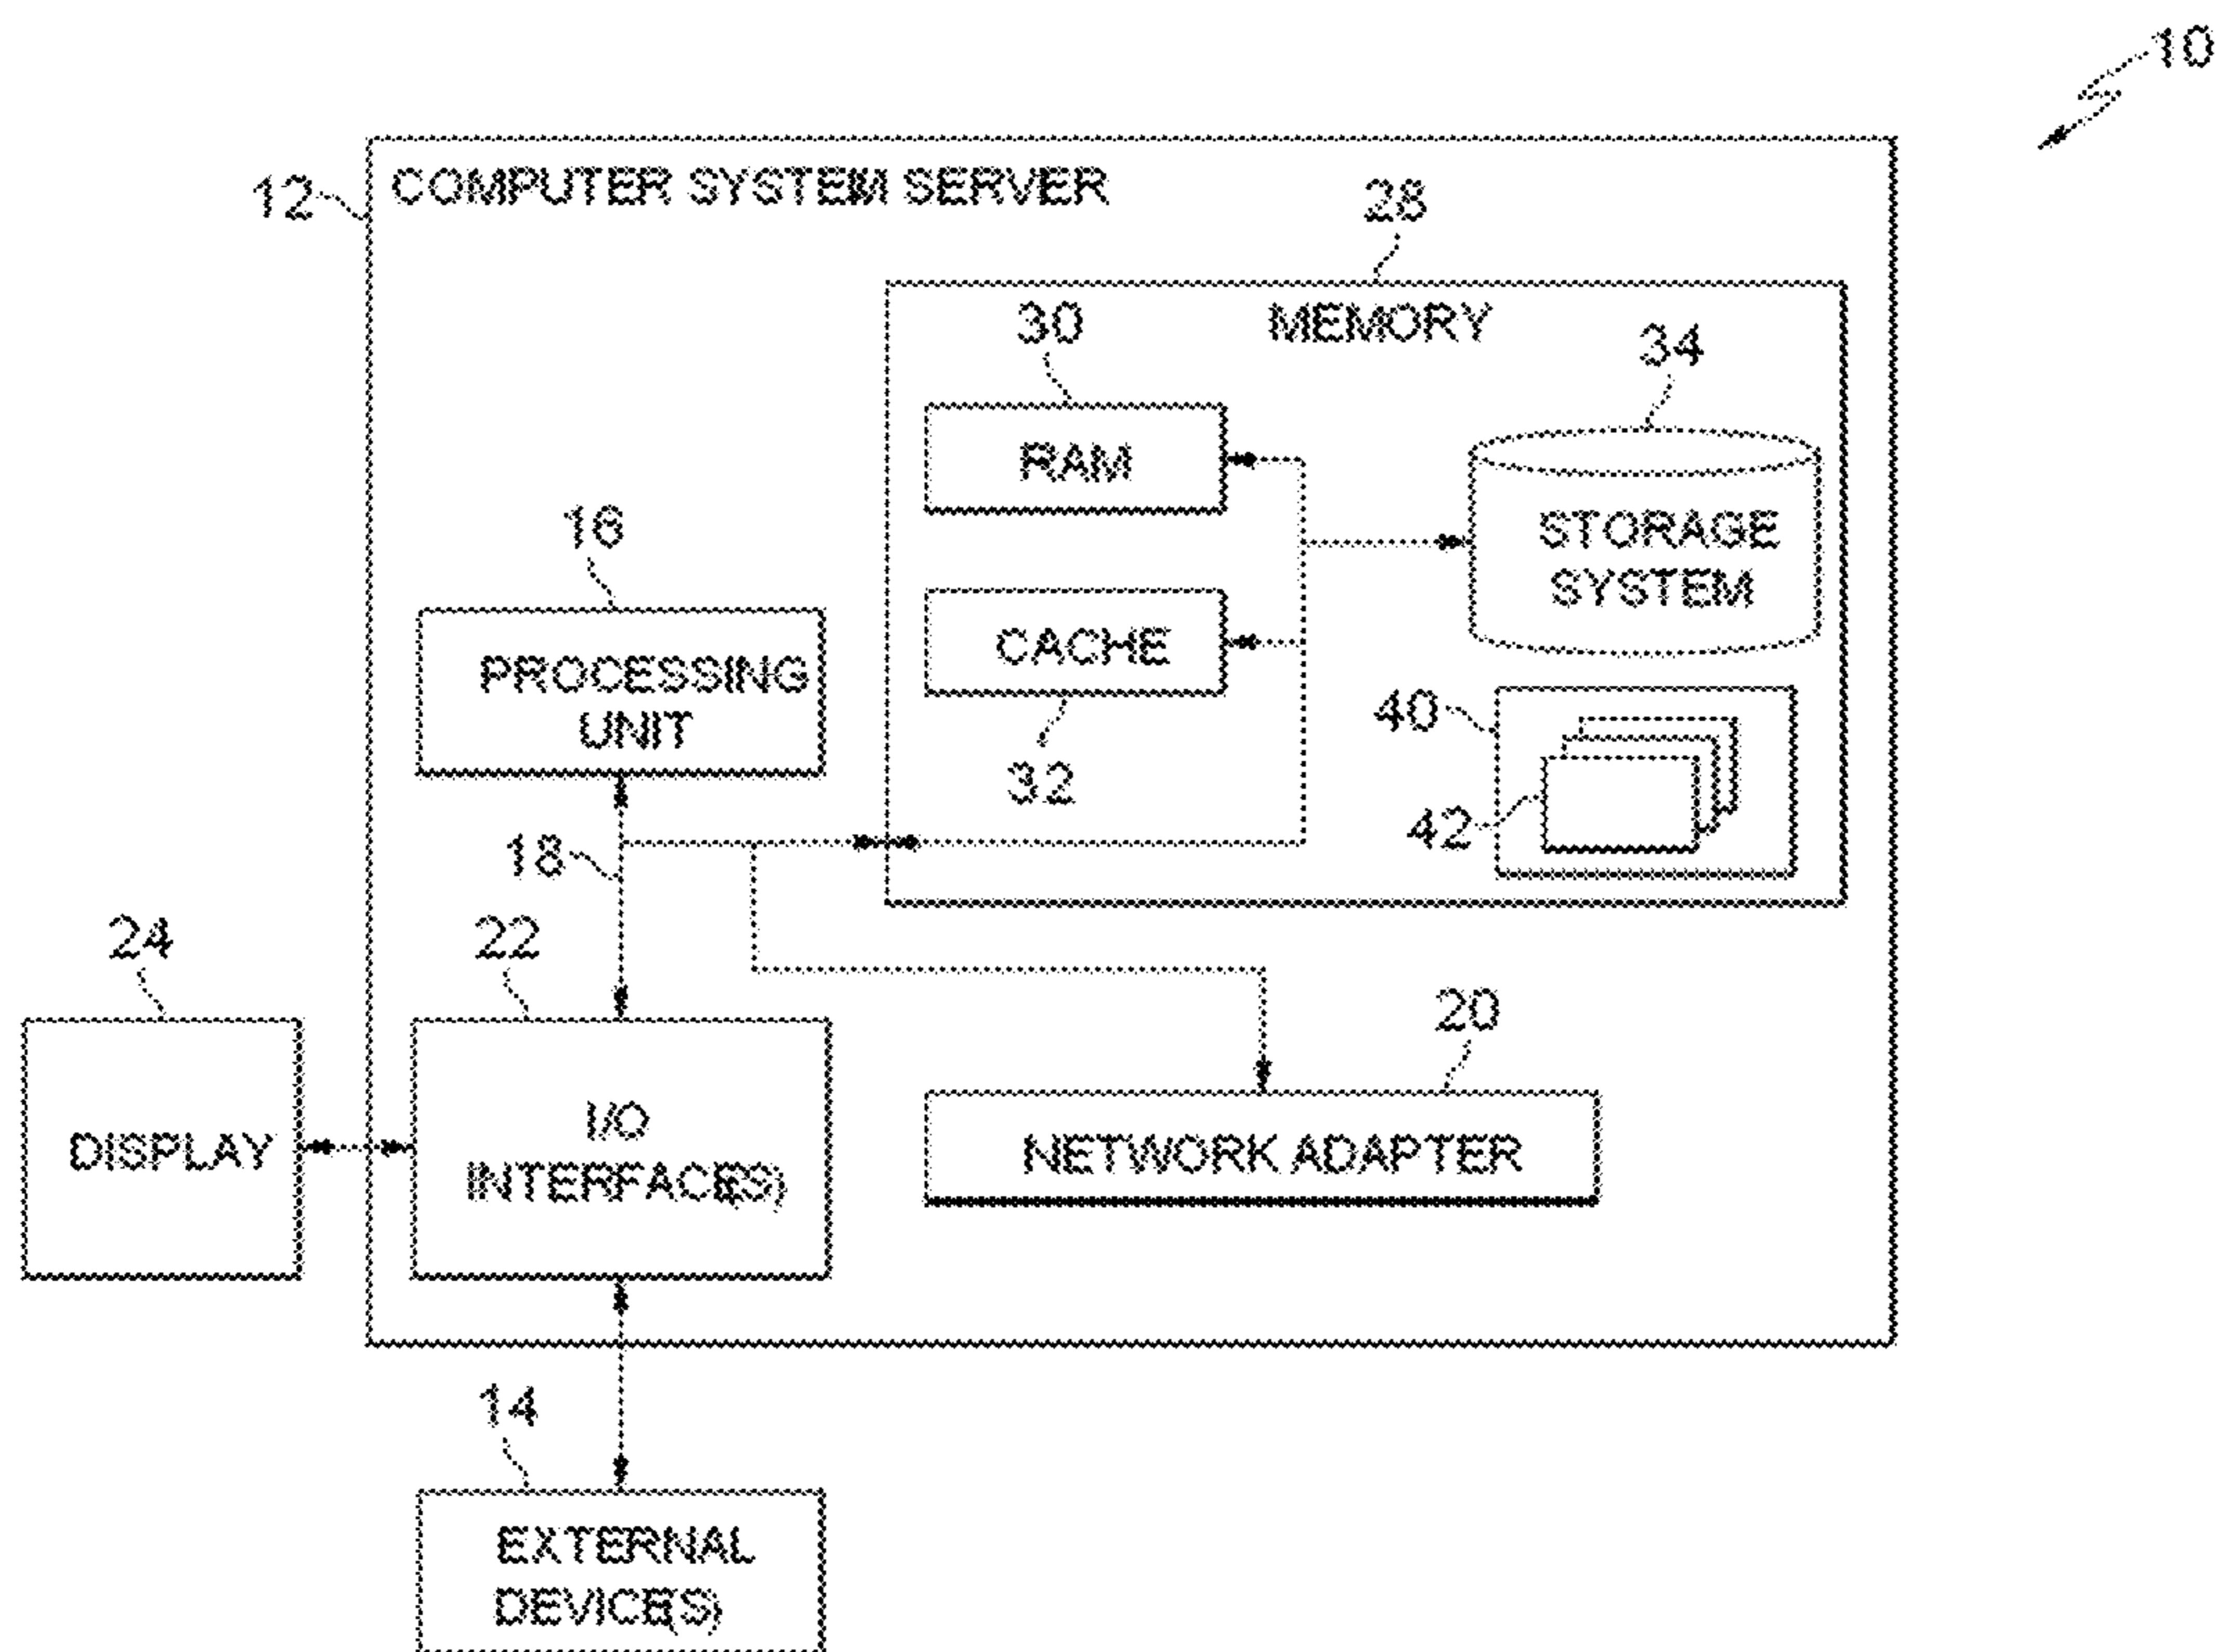 10
12
COMPUTER SYSTEM SERVER
28
MEMORY
30
34
RAM
STORAGE
SYSTEM
16
CACHE
PROCESSING
UNIT
32
40
42
18
24
22
20
DISPLAY
I/O
INTERFACE(S)
NETWORK ADAPTER
14
EXTERNAL
DEVICE(S)